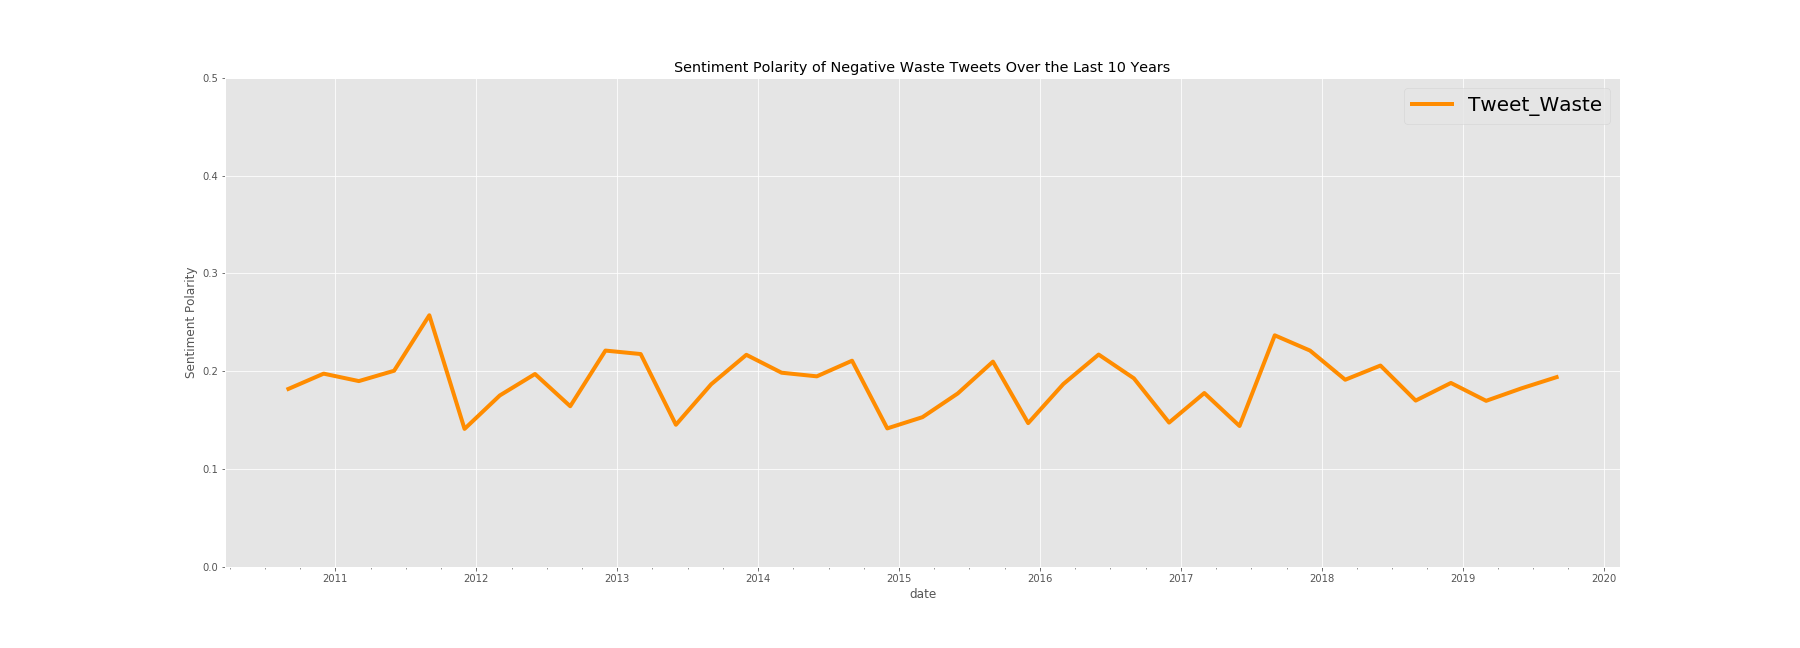 Sentiment Polarity of Negative Waste Tweets Over the Last 10 Years
Tweet_Waste
0.5
0.4
0.3
0.2
0.1
0.0
Sentiment Polarity
2011 2012 2013 2014 2015 2016 2017 2018 2019 2020
date